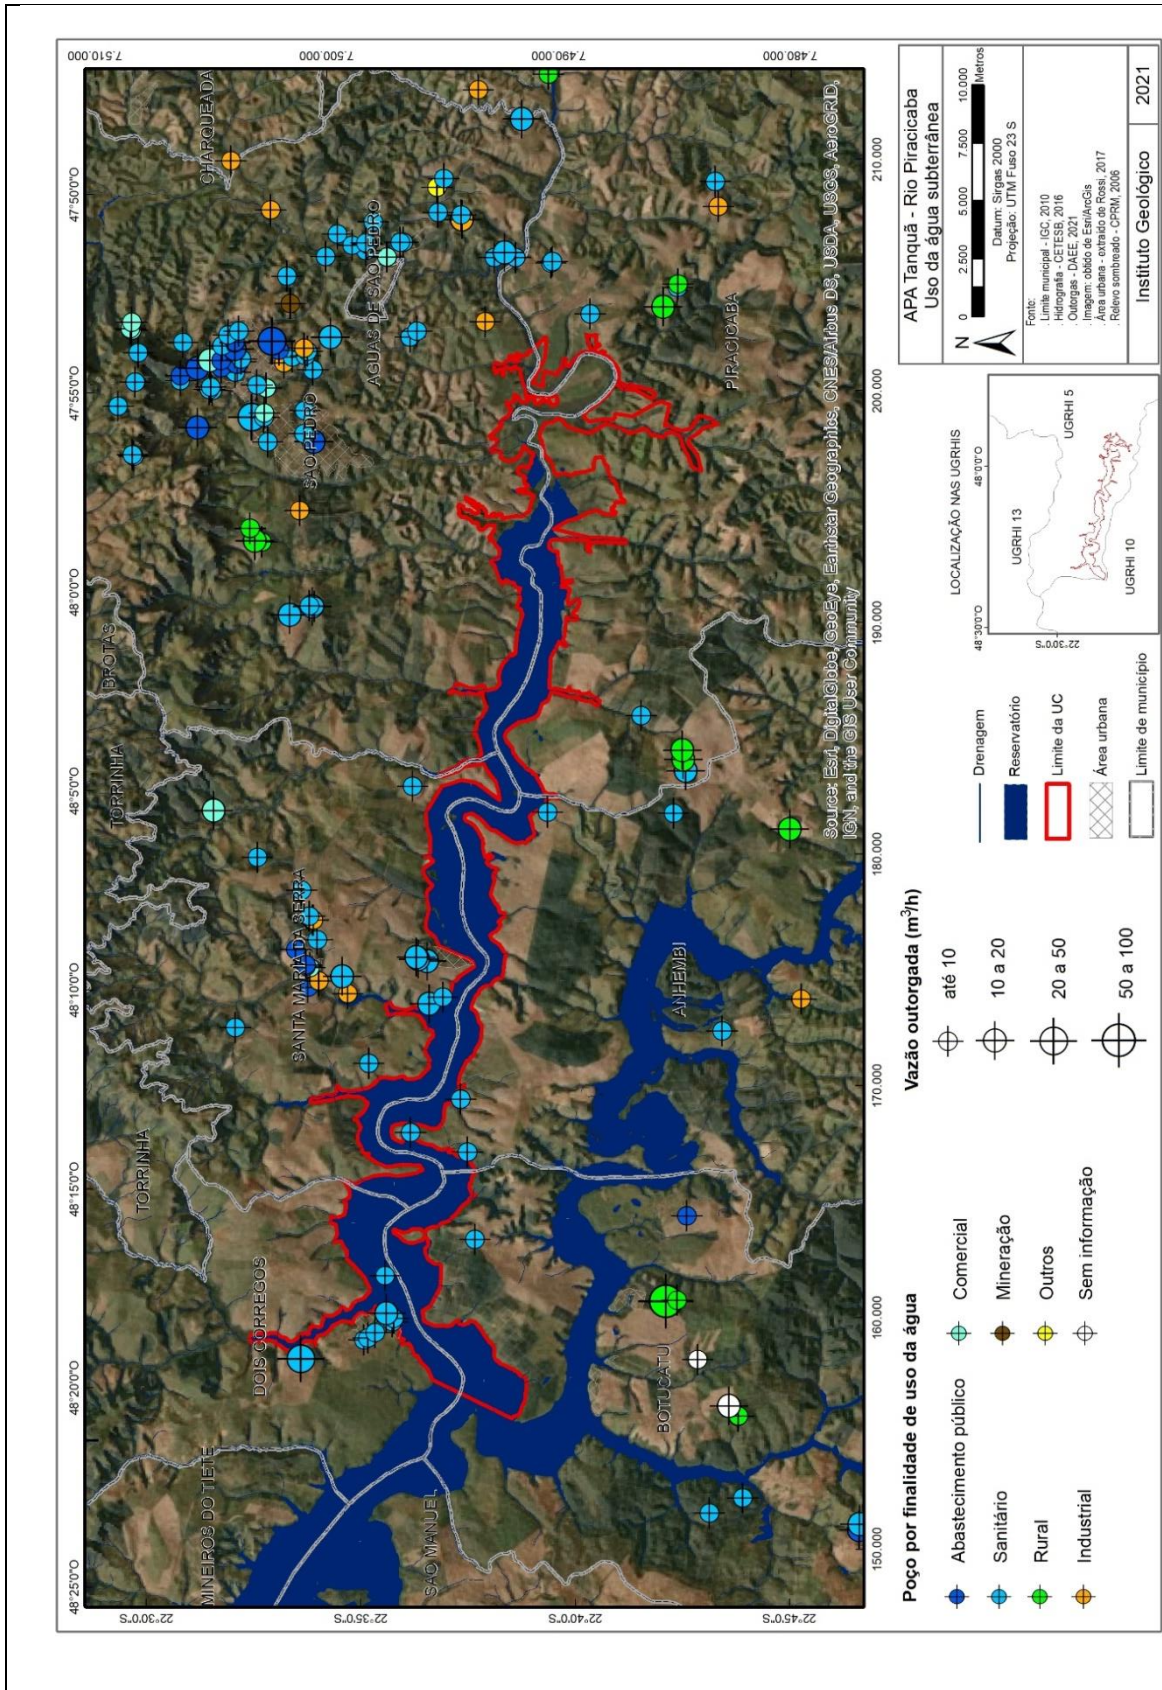 48°25'0"O
48°20'0"O
48°15'0"O
48°10'0"O
48°5'0"O
48°0'0"O
47°55'0"O
47°50'0"O
7.510.000
7.500.000
7.490.000
7.480.000
22°30'0"S
22°35'0"S
22°40'0"S
22°45'0"S
150.000
160.000
170.000
180.000
190.000
200.000
210.000
MINEIROS DO TIETE
DOIS CORREGOS
TORRINHA
TORRINHA
BROTAS
CHARQUEADA
SANTA MARIA DA SERRA
SAO PEDRO
AGUAS DE SAO PEDRO
SAO MANUEL
BOTUCATU
ANHEMBI
PIRACICABA
Source: Esri, DigitalGlobe, GeoEye, Earthstar Geographics, CNES/Airbus DS, USDA, USGS, AeroGRID,
IGN, and the GIS User Community
Poço por finalidade de uso da água
Abastecimento público
Sanitário
Rural
Industrial
Comercial
Mineração
Outros
Sem informação
Vazão outorgada (m³/h)
até 10
10 a 20
20 a 50
50 a 100
Drenagem
Reservatório
Limite da UC
Área urbana
Limite de município
LOCALIZAÇÃO NAS UGRHIS
48°30'0"O
48°0'0"O
22°30'0"S
UGRHI 13
UGRHI 5
UGRHI 10
APA Tanquã - Rio Piracicaba
Uso da água subterrânea
N
0 2.500 5.000 7.500 10.000
Metros
Datum: Sirgas 2000
Projeção: UTM Fuso 23 S
Fonte:
. Limite municipal - IGC, 2010
. Hidrografia - CETESB, 2016
. Outorgas - DAEE, 2021
. Imagem: obtido de Esri/ArcGis
. Área urbana - extraído de Rossi, 2017
. Relevo sombreado - CPRM, 2006
Instituto Geológico
2021